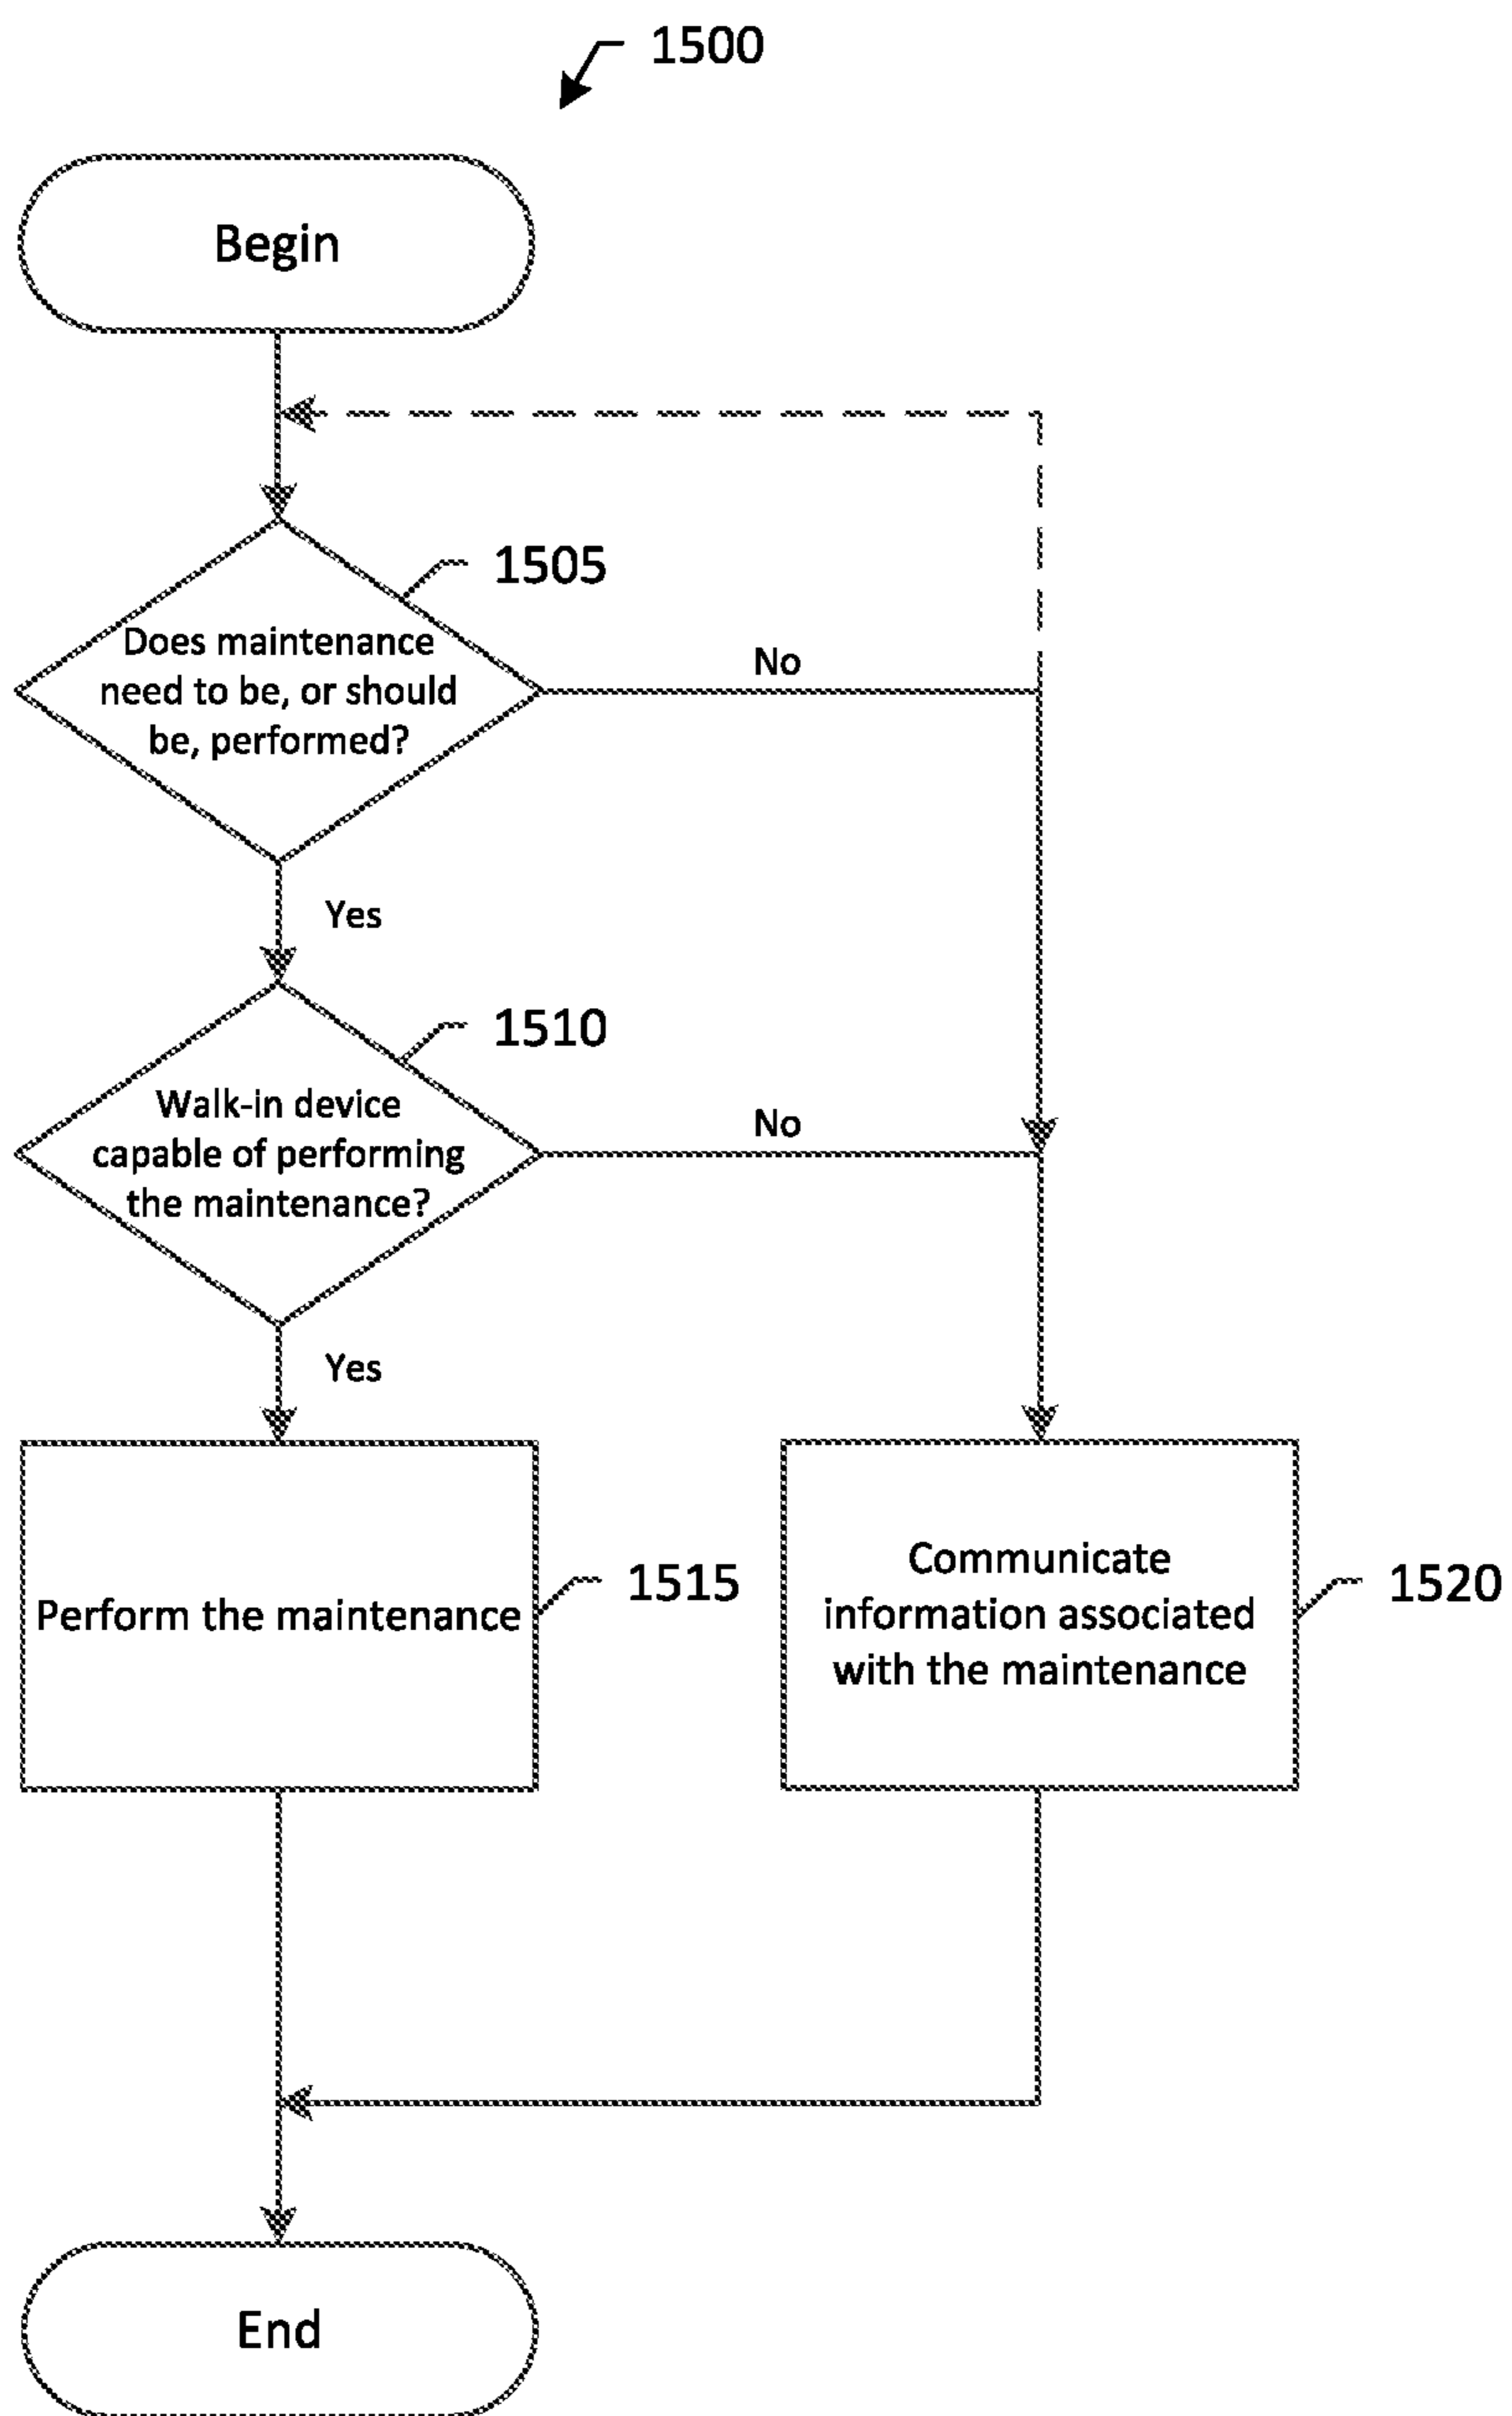 1500
Begin
1505
Does maintenance
need to be, or should
be, performed?
No
Yes
1510
Walk-in device
capable of performing
the maintenance?
No
Yes
Perform the maintenance
1515
Communicate
information associated
with the maintenance
1520
End